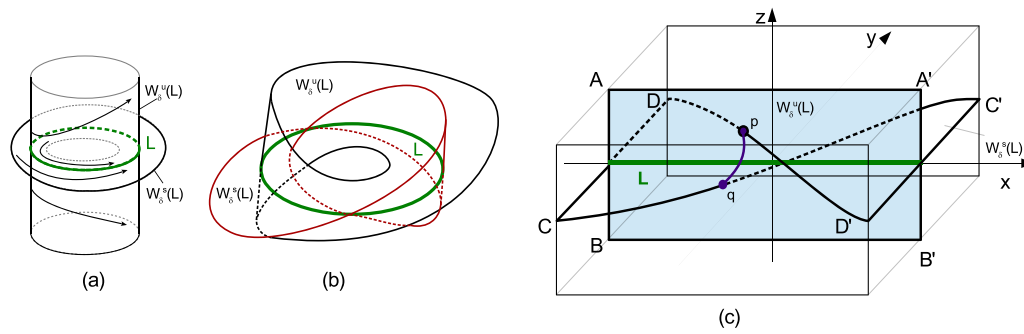 W_δ^u(L)
L
W_δ^s(L)
(a)
W_δ^u(L)
L
W_δ^s(L)
(b)
z
y
A
A'
D
W_δ^u(L)
C'
p
W_δ^s(L)
L
x
q
C
D'
B
B'
(c)